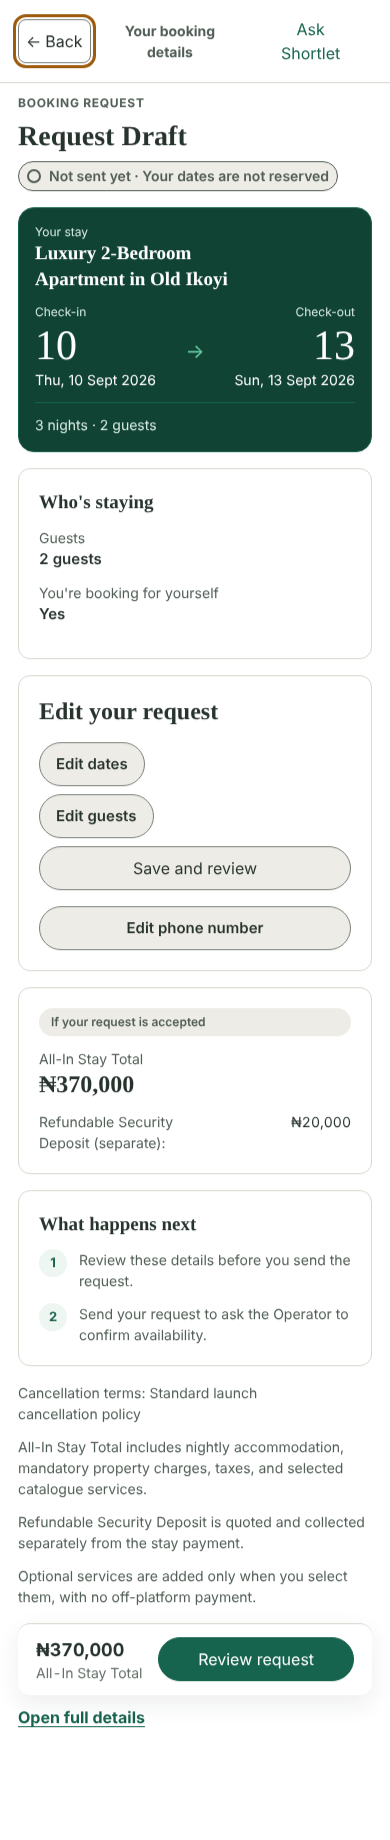 ← Back
Your booking
details
Ask
Shortlet
BOOKING REQUEST
Request Draft
Not sent yet · Your dates are not reserved
Your stay
Luxury 2-Bedroom
Apartment in Old Ikoyi
Check-in
Check-out
10
→
13
Thu, 10 Sept 2026
Sun, 13 Sept 2026
3 nights · 2 guests
Who's staying
Guests
2 guests
You're booking for yourself
Yes
Edit your request
Edit dates
Edit guests
Save and review
Edit phone number
If your request is accepted
All-In Stay Total
₦370,000
Refundable Security
Deposit (separate):
₦20,000
What happens next
1
Review these details before you send the
request.
2
Send your request to ask the Operator to
confirm availability.
Cancellation terms: Standard launch
cancellation policy
All-In Stay Total includes nightly accommodation,
mandatory property charges, taxes, and selected
catalogue services.
Refundable Security Deposit is quoted and collected
separately from the stay payment.
Optional services are added only when you select
them, with no off-platform payment.
₦370,000
All-In Stay Total
Review request
Open full details